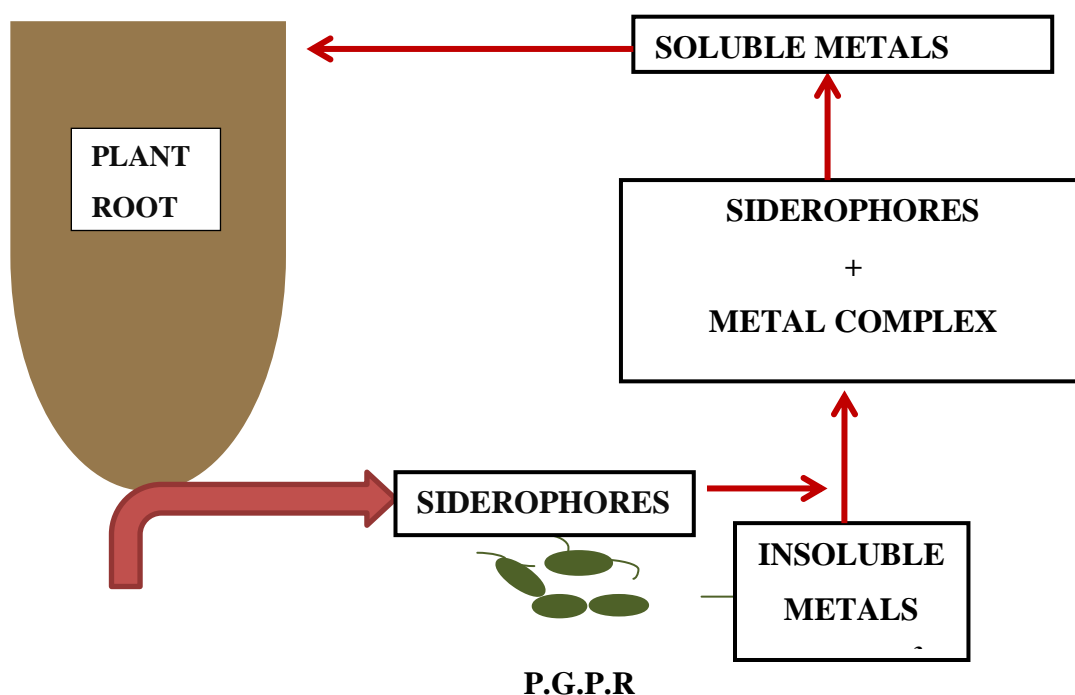 SOLUBLE METALS
PLANT
ROOT
SIDEROPHORES
+
METAL COMPLEX
SIDEROPHORES
INSOLUBLE
METALS
P.G.P.R